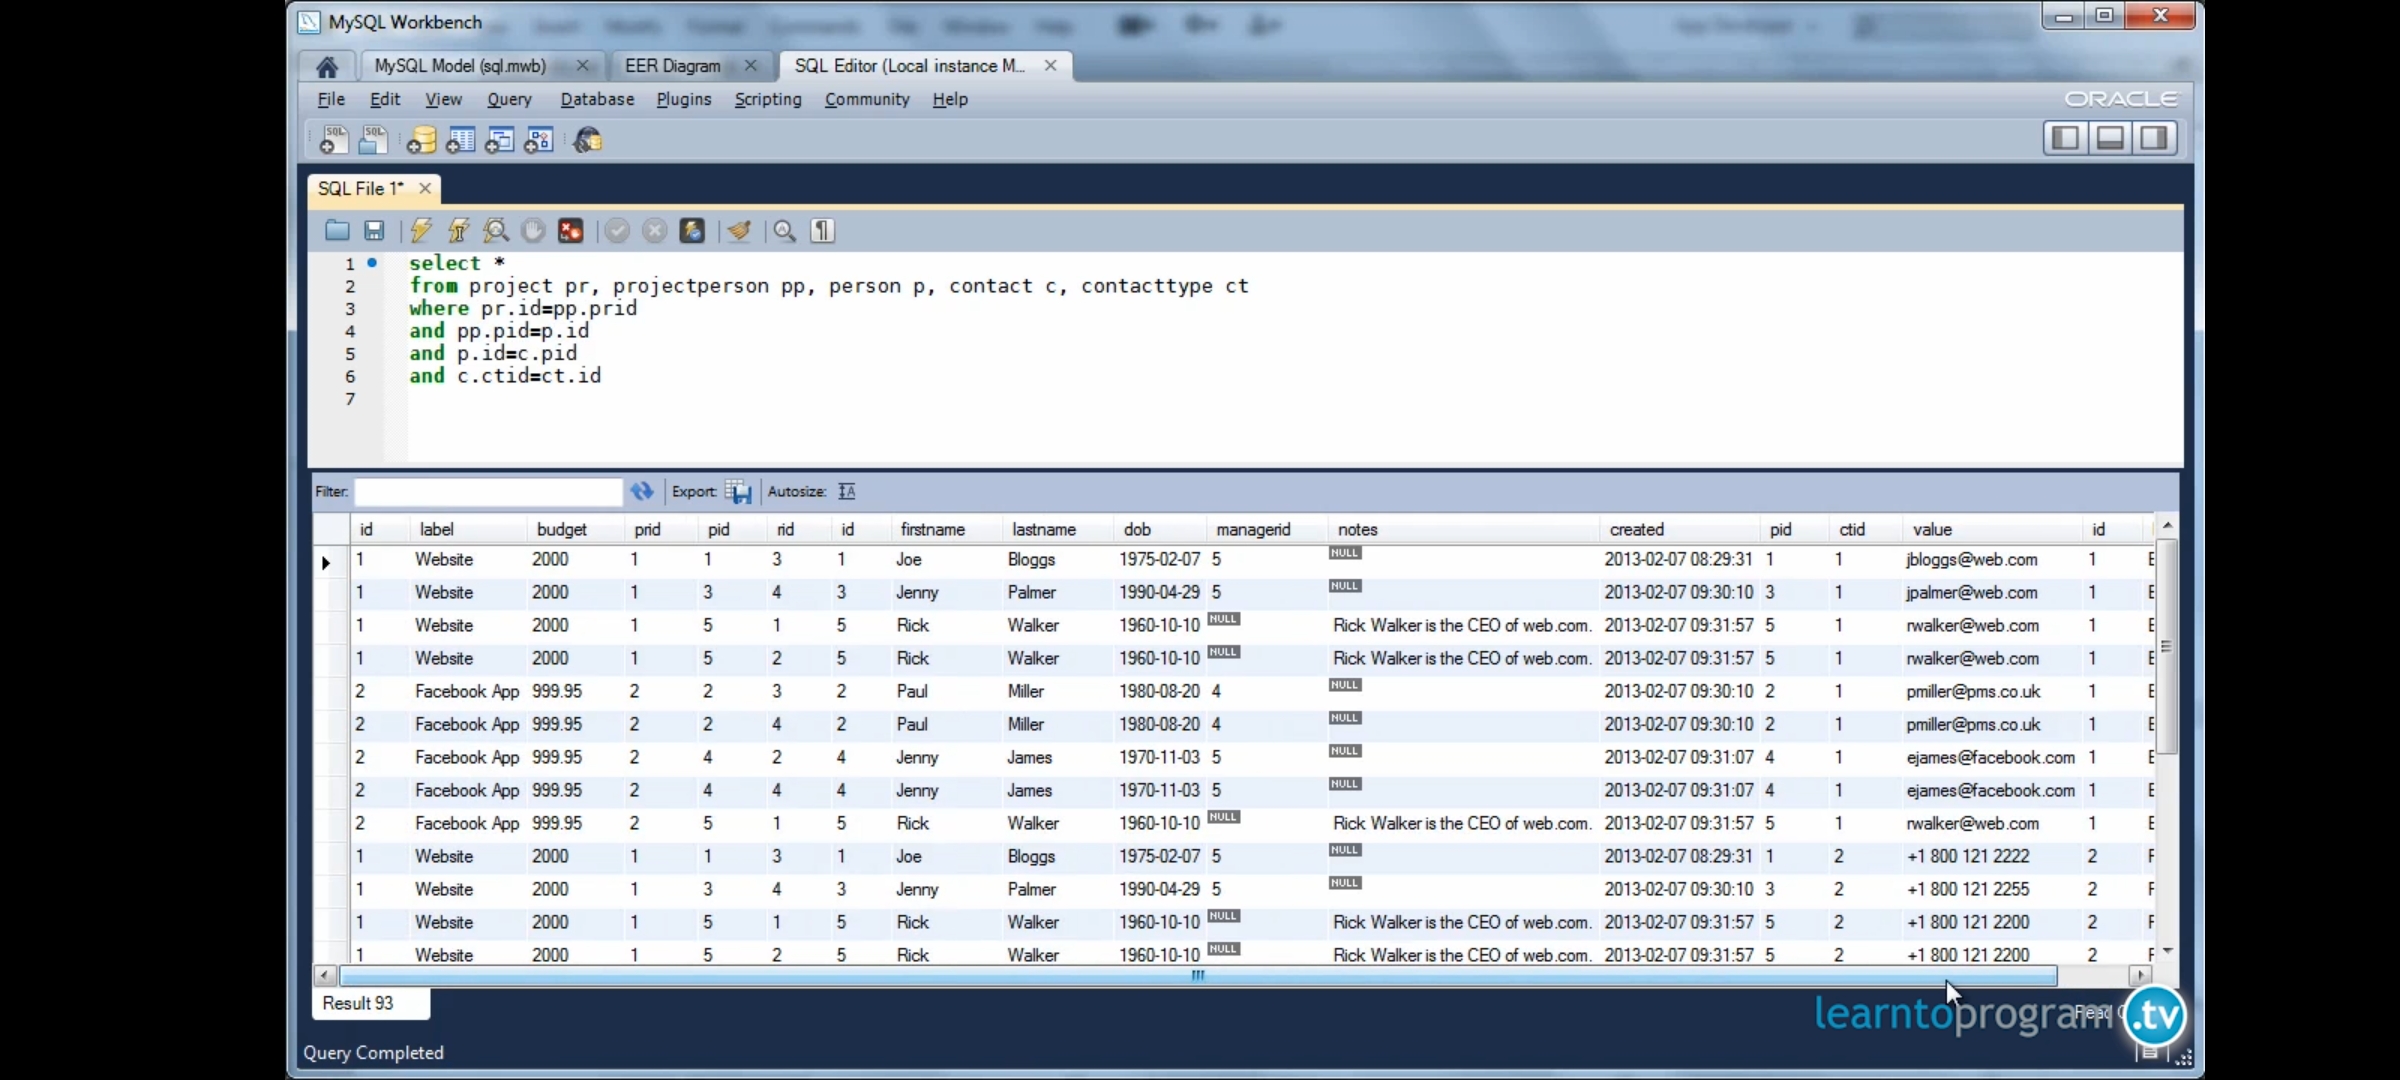 MySQL Workbench
MySQL Model (sql.mwb)
EER Diagram
SQL Editor (Local instance M...
File Edit View Query Database Plugins Scripting Community Help
ORACLE
SQL File 1*
1 select *
2 from project pr, projectperson pp, person p, contact c, contacttype ct
3 where pr.id=pp.prid
4 and pp.pid=p.id
5 and p.id=c.pid
6 and c.ctid=ct.id
7
Filter: Export: Autosize:
id label budget prid pid rid id firstname lastname dob managerid notes created pid ctid value id
1 Website 2000 1 1 3 1 Joe Bloggs 1975-02-07 5 NULL 2013-02-07 08:29:31 1 1 jbloggs@web.com 1 E
1 Website 2000 1 3 4 3 Jenny Palmer 1990-04-29 5 NULL 2013-02-07 09:30:10 3 1 jpalmer@web.com 1 E
1 Website 2000 1 5 1 5 Rick Walker 1960-10-10 NULL Rick Walker is the CEO of web.com. 2013-02-07 09:31:57 5 1 rwalker@web.com 1 E
1 Website 2000 1 5 2 5 Rick Walker 1960-10-10 NULL Rick Walker is the CEO of web.com. 2013-02-07 09:31:57 5 1 rwalker@web.com 1 E
2 Facebook App 999.95 2 2 3 2 Paul Miller 1980-08-20 4 NULL 2013-02-07 09:30:10 2 1 pmiller@pms.co.uk 1 E
2 Facebook App 999.95 2 2 4 2 Paul Miller 1980-08-20 4 NULL 2013-02-07 09:30:10 2 1 pmiller@pms.co.uk 1 E
2 Facebook App 999.95 2 4 2 4 Jenny James 1970-11-03 5 NULL 2013-02-07 09:31:07 4 1 ejames@facebook.com 1 E
2 Facebook App 999.95 2 4 4 4 Jenny James 1970-11-03 5 NULL 2013-02-07 09:31:07 4 1 ejames@facebook.com 1 E
2 Facebook App 999.95 2 5 1 5 Rick Walker 1960-10-10 NULL Rick Walker is the CEO of web.com. 2013-02-07 09:31:57 5 1 rwalker@web.com 1 E
1 Website 2000 1 1 3 1 Joe Bloggs 1975-02-07 5 NULL 2013-02-07 08:29:31 1 2 +1 800 121 2222 2 F
1 Website 2000 1 3 4 3 Jenny Palmer 1990-04-29 5 NULL 2013-02-07 09:30:10 3 2 +1 800 121 2255 2 F
1 Website 2000 1 5 1 5 Rick Walker 1960-10-10 NULL Rick Walker is the CEO of web.com. 2013-02-07 09:31:57 5 2 +1 800 121 2200 2 F
1 Website 2000 1 5 2 5 Rick Walker 1960-10-10 NULL Rick Walker is the CEO of web.com. 2013-02-07 09:31:57 5 2 +1 800 121 2200 2 F
Result 93
learntoprogram.tv
Query Completed